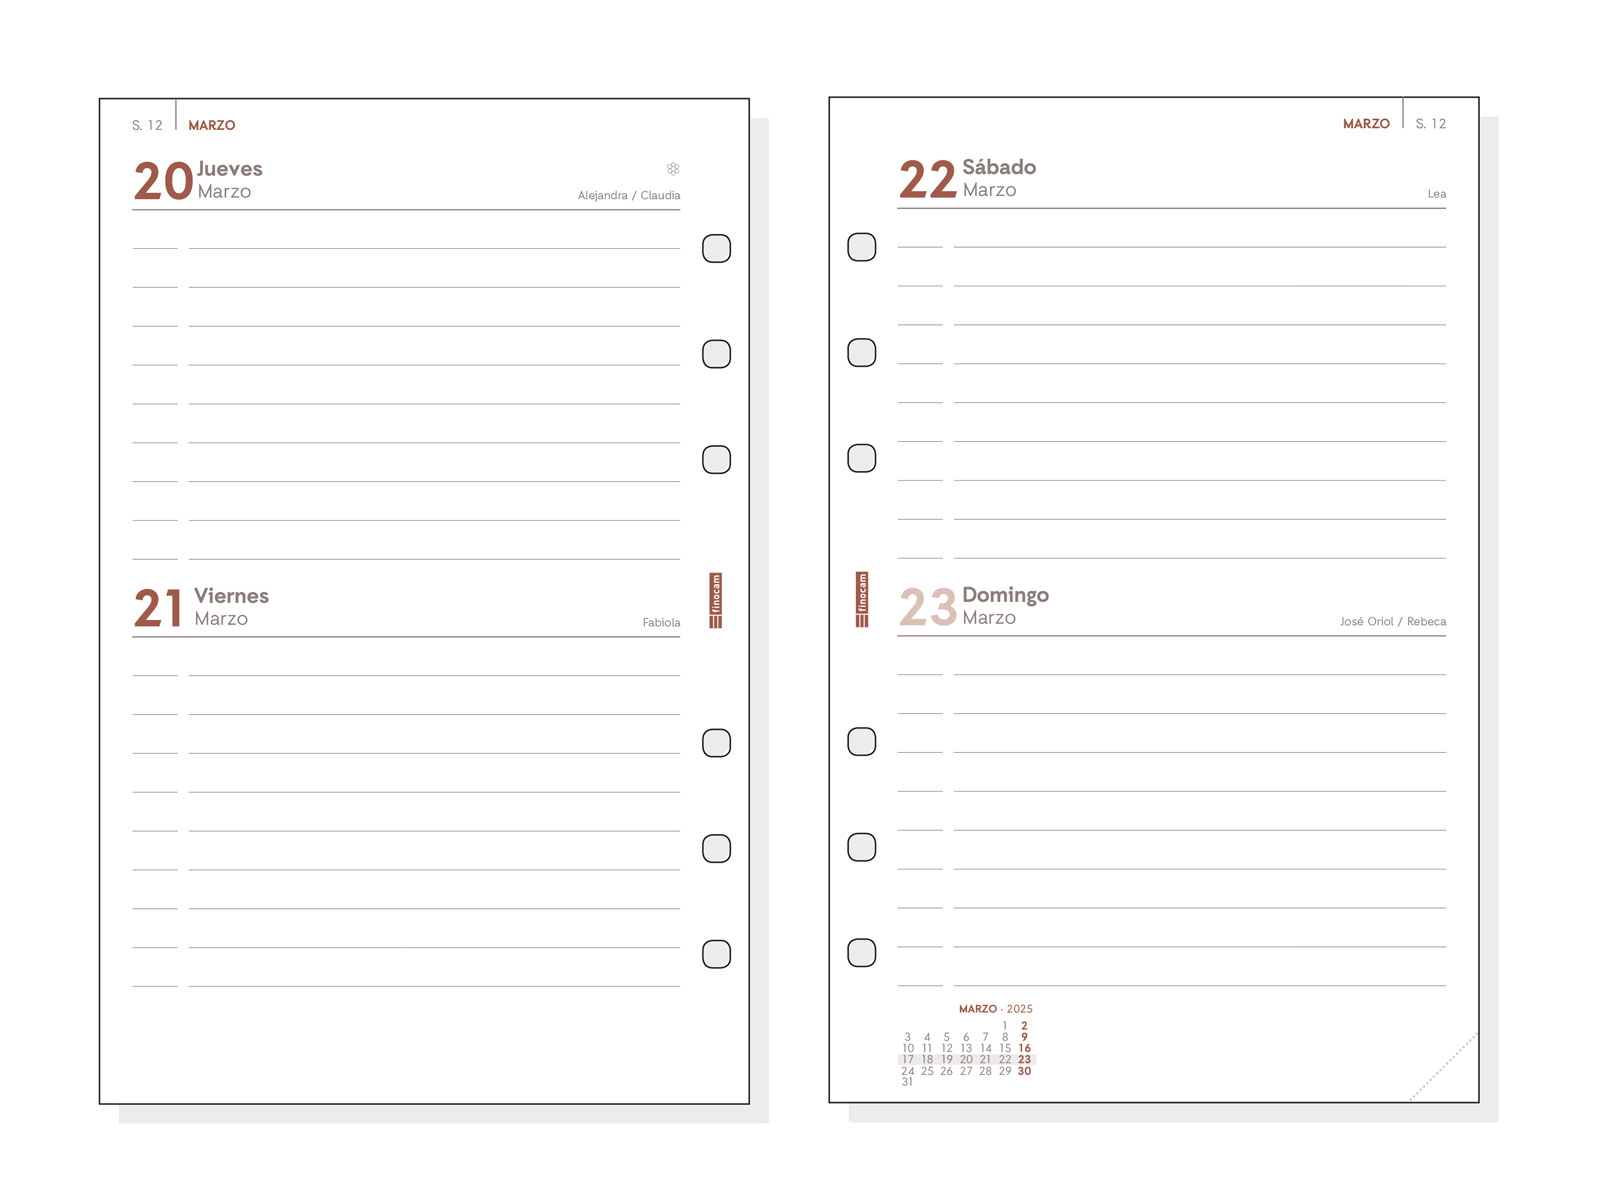 S. 12 MARZO
20 Jueves
Marzo
Alejandra / Claudia
21 Viernes
Marzo
Fabiola
finocam
MARZO S. 12
22 Sábado
Marzo
Lea
finocam
23 Domingo
Marzo
José Oriol / Rebeca
MARZO - 2025
1 2
3 4 5 6 7 8 9
10 11 12 13 14 15 16
17 18 19 20 21 22 23
24 25 26 27 28 29 30
31